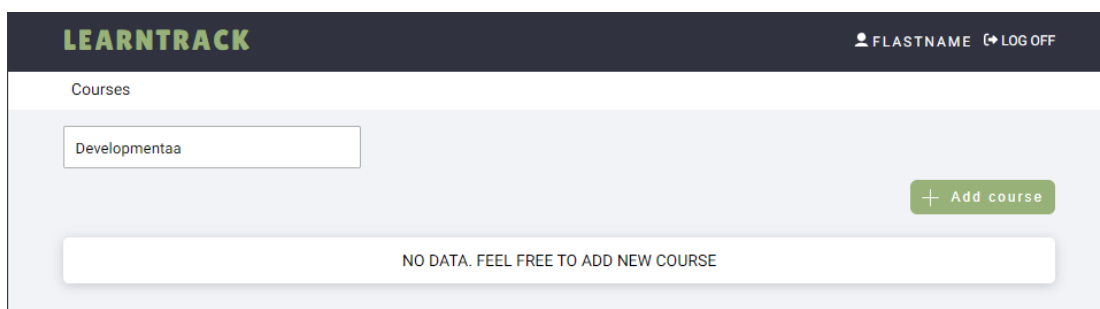 LEARNTRACK
FLASTNAME LOG OFF
Courses
Developmentaa
Add course
NO DATA. FEEL FREE TO ADD NEW COURSE